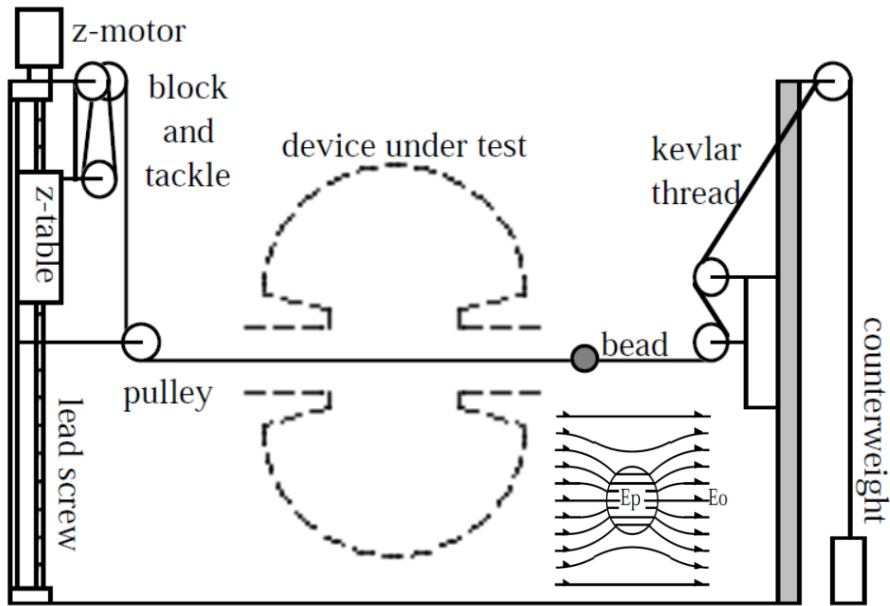 z-motor
block
and
tackle
device under test
kevlar
thread
z-table
bead
pulley
lead screw
counterweight
Ep
Eo